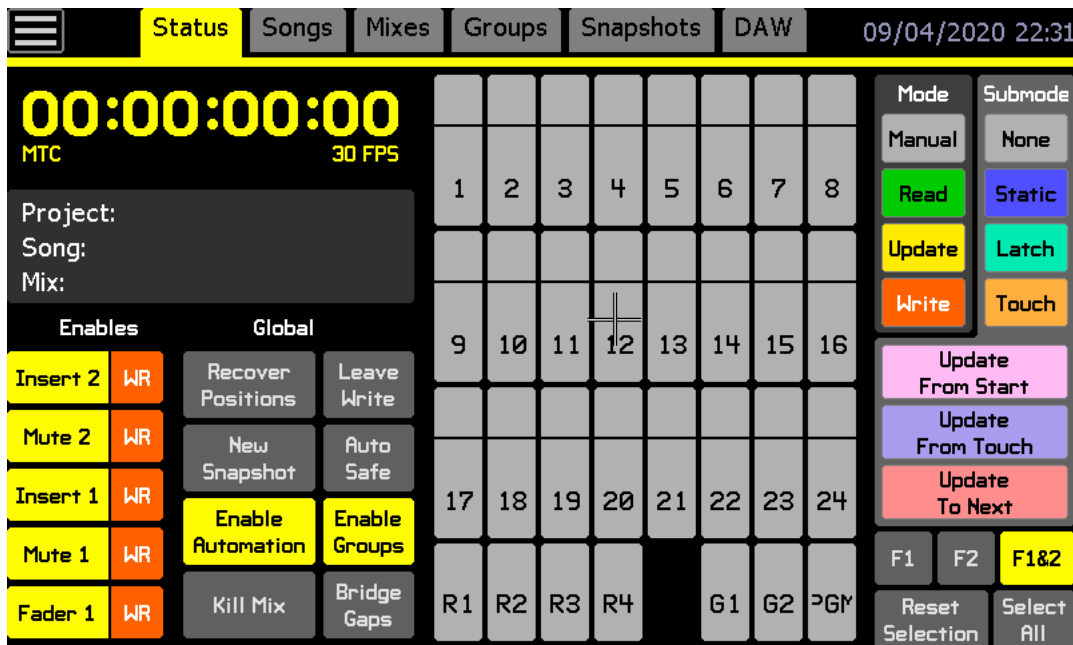 Status Songs Mixes Groups Snapshots DAW 09/04/2020 22:31
00:00:00:00
MTC 30 FPS
Project:
Song:
Mix:
Enables Global
Insert 2 WR
Mute 2 WR
Insert 1 WR
Mute 1 WR
Fader 1 WR
Recover
Positions
Leave
Write
New
Snapshot
Auto
Safe
Enable
Automation
Enable
Groups
Kill Mix
Bridge
Gaps
1 2 3 4 5 6 7 8
9 10 11 12 13 14 15 16
17 18 19 20 21 22 23 24
R1 R2 R3 R4 G1 G2 PGM
Mode Submode
Manual None
Read Static
Update Latch
Write Touch
Update
From Start
Update
From Touch
Update
To Next
F1 F2 F1&2
Reset
Selection
Select
All